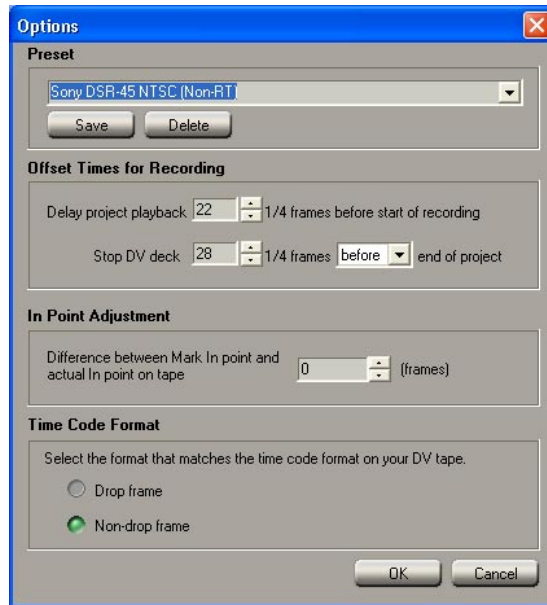 Options
Preset
Sony DSR-45 NTSC (Non-RT)
Save Delete
Offset Times for Recording
Delay project playback 22 1/4 frames before start of recording
Stop DV deck 28 1/4 frames before end of project
In Point Adjustment
Difference between Mark In point and
actual In point on tape 0 (frames)
Time Code Format
Select the format that matches the time code format on your DV tape.
Drop frame
Non-drop frame
OK Cancel